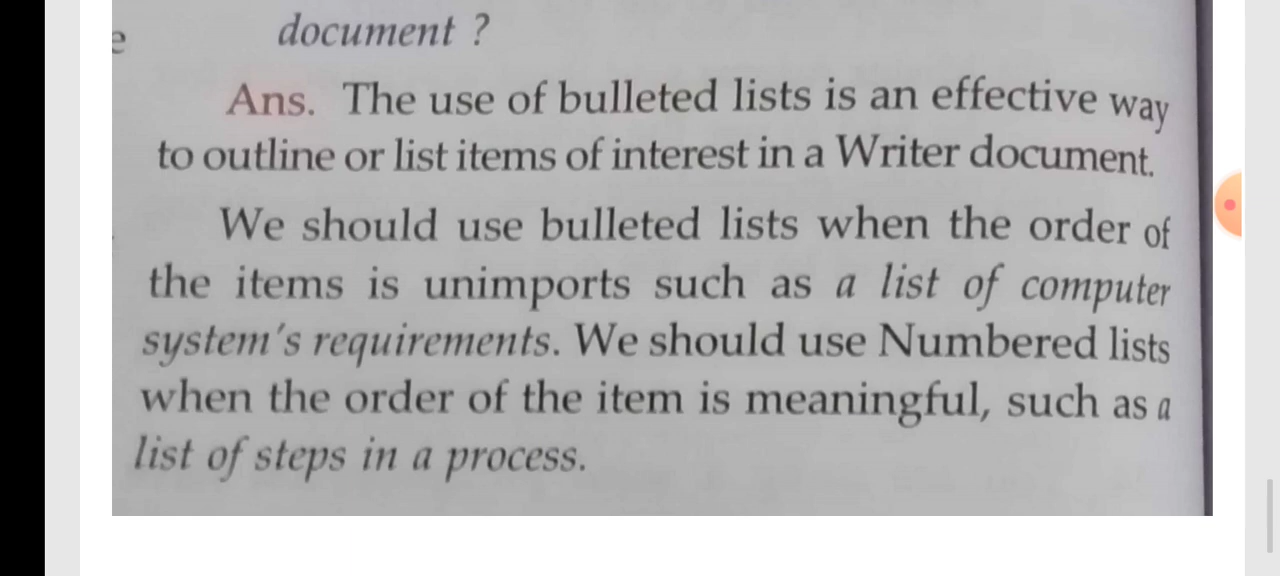 e document ?
Ans. The use of bulleted lists is an effective way
to outline or list items of interest in a Writer document.
We should use bulleted lists when the order of
the items is unimports such as a list of computer
system's requirements. We should use Numbered lists
when the order of the item is meaningful, such as a
list of steps in a process.